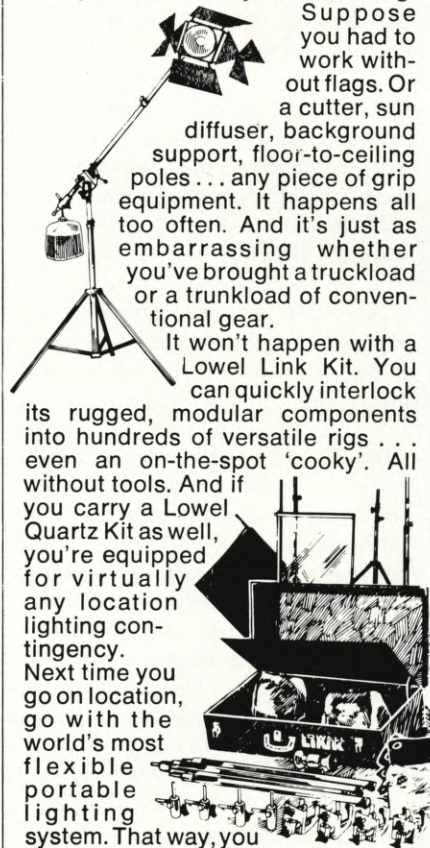 Suppose
you had to
work with-
out flags. Or
a cutter, sun
diffuser, background
support, floor-to-ceiling
poles ... any piece of grip
equipment. It happens all
too often. And it's just as
embarrassing whether
you've brought a truckload
or a trunkload of conven-
tional gear.
It won't happen with a
Lowel Link Kit. You
can quickly interlock
its rugged, modular components
into hundreds of versatile rigs ...
even an on-the-spot 'cooky'. All
without tools. And if
you carry a Lowel
Quartz Kit as well,
you're equipped
for virtually
any location
lighting con-
tingency.
Next time you
go on location,
go with the
world's most
flexible
portable
lighting
system. That way, you
LINK